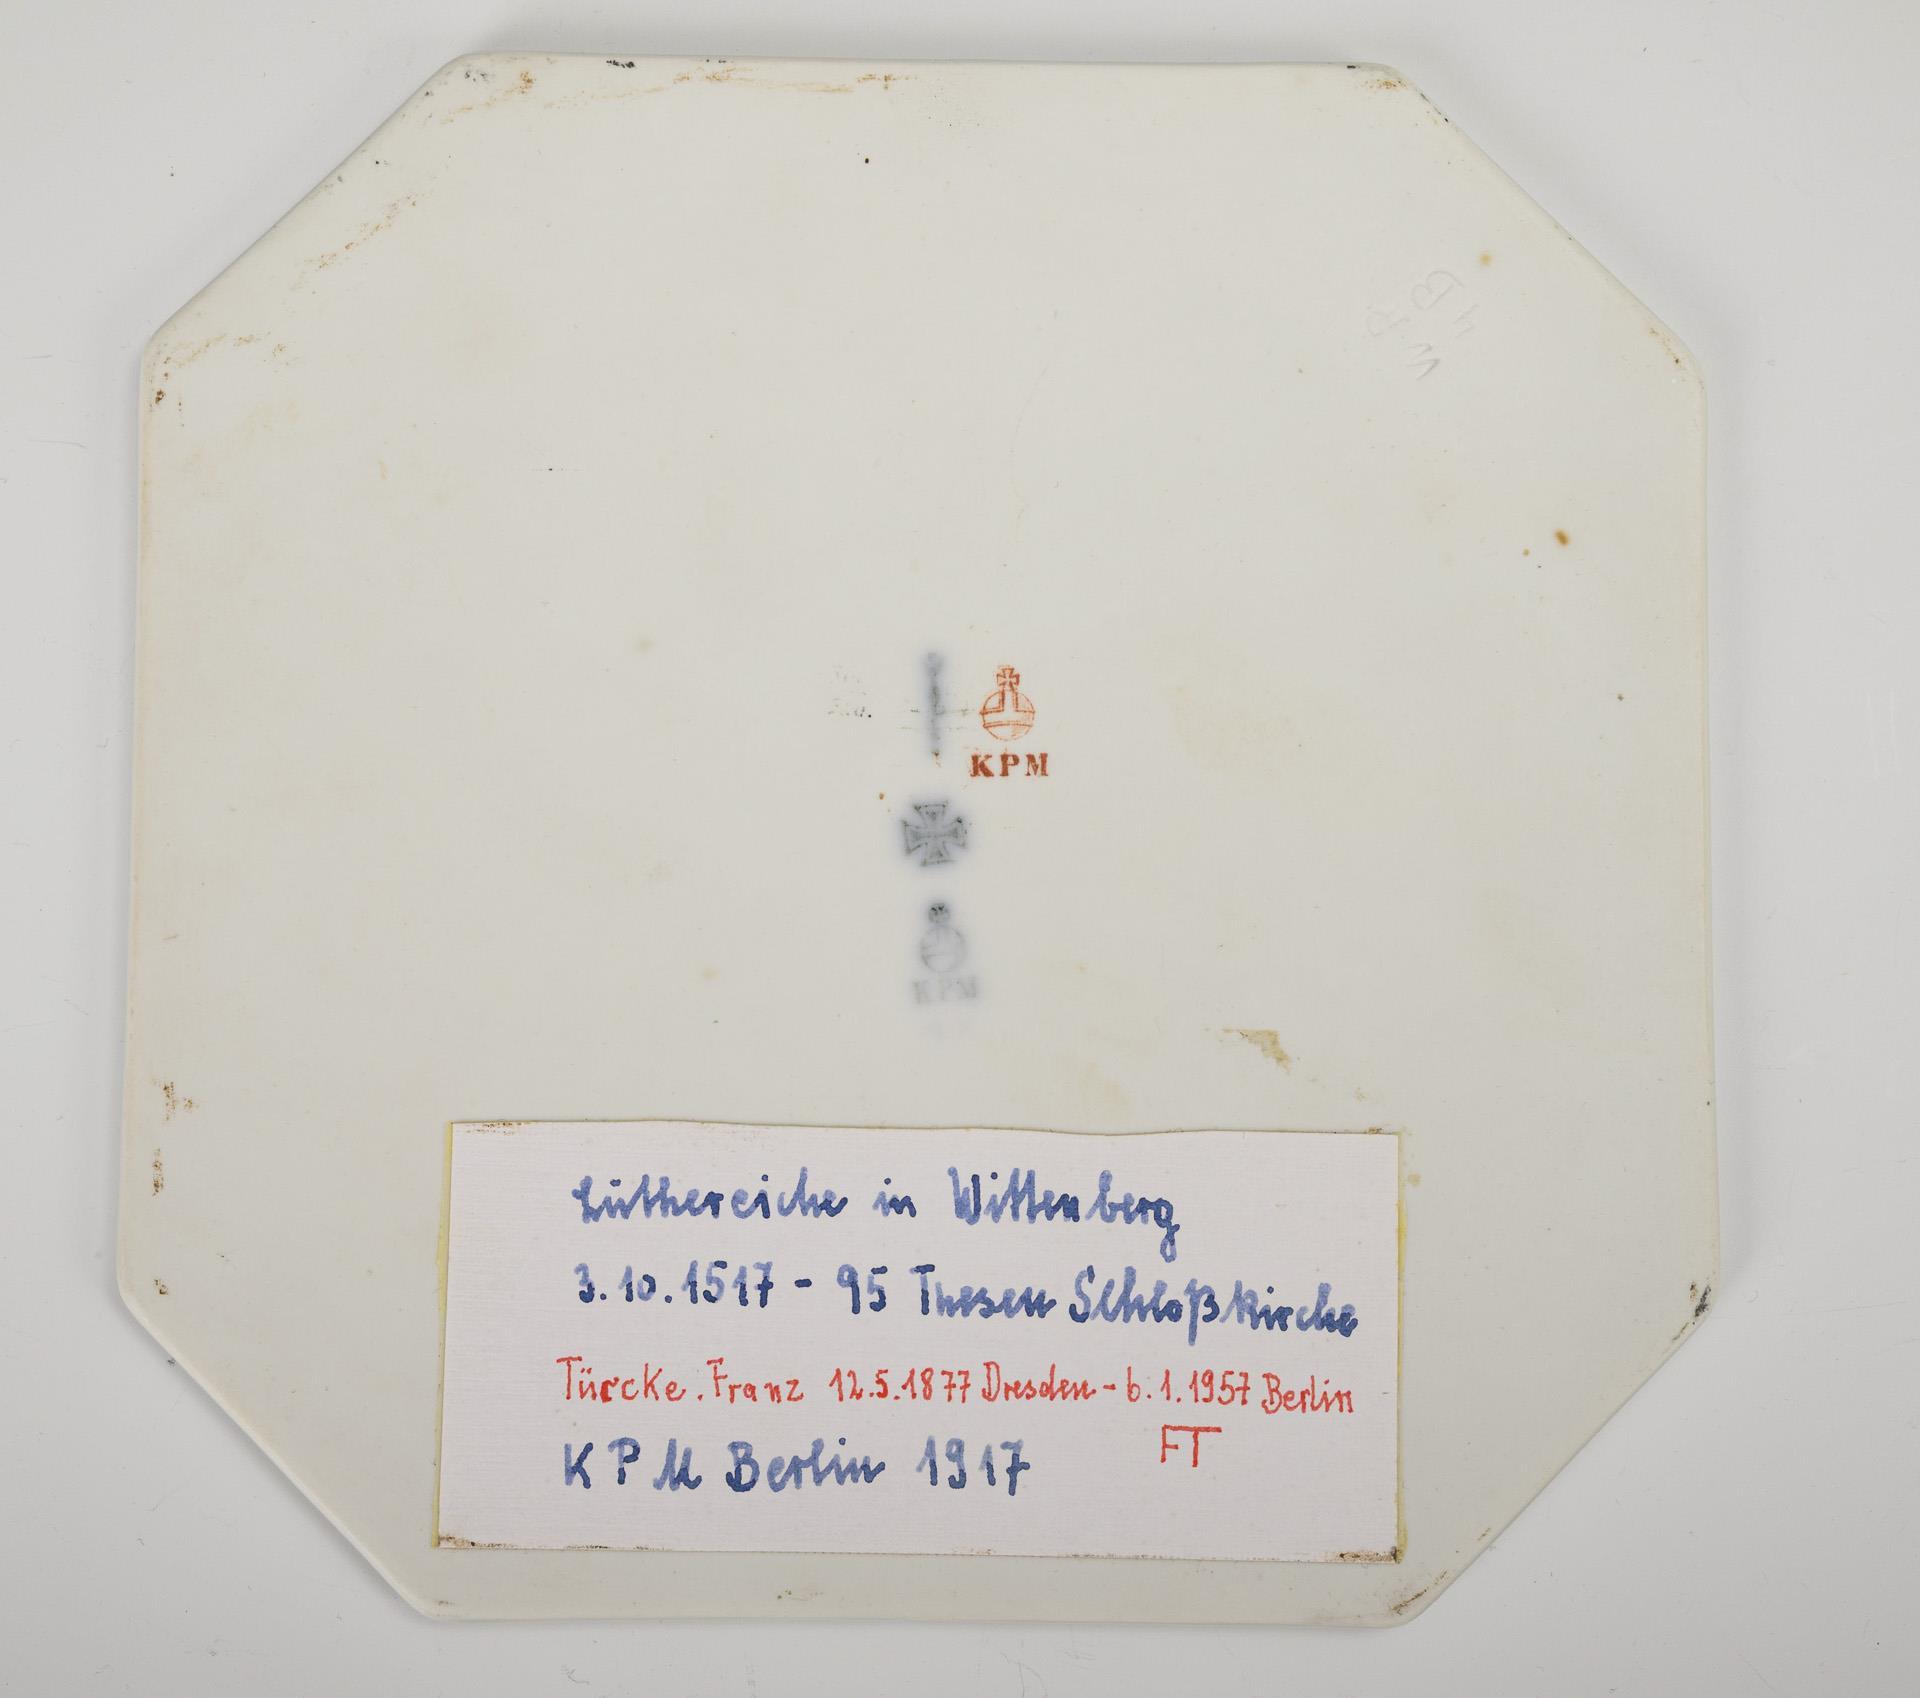 KPM
KPM
Luthereiche in Wittenberg
3.10.1517 - 95 Thesen Schloßkirche
Türcke. Franz 12.5.1877 Dresden - 6.1.1957 Berlin
FT
KPM Berlin 1917